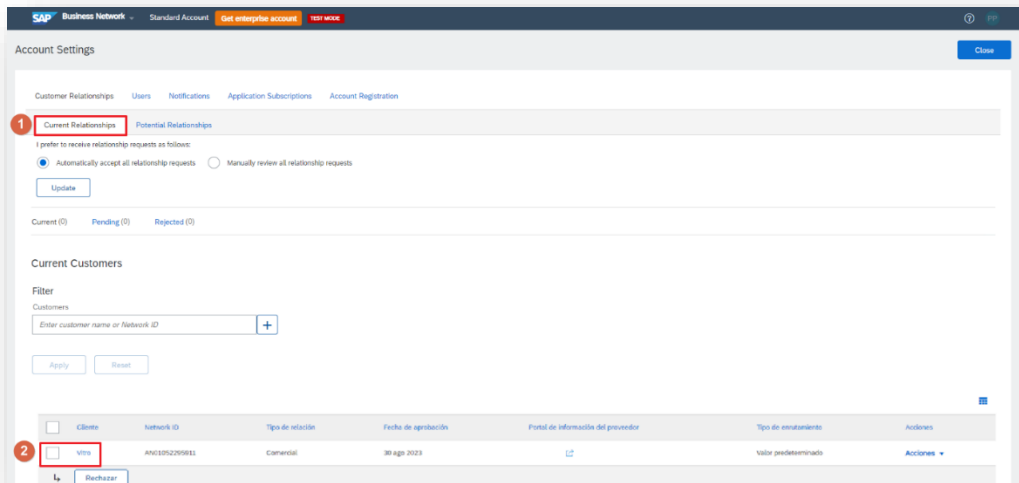 SAP Business Network Standard Account Get enterprise account TEST MODE ? PP
Account Settings Close
Customer Relationships Users Notifications Application Subscriptions Account Registration
1 Current Relationships Potential Relationships
I prefer to receive relationship requests as follows:
Automatically accept all relationship requests Manually review all relationship requests
Update
Current (0) Pending (0) Rejected (0)
Current Customers
Filter
Customers
Enter customer name or Network ID +
Apply Reset
Cliente Network ID Tipo de relación Fecha de aprobación Portal de información del proveedor Tipo de enrutamiento Acciones
2 Vitro AN01052295811 Comercial 30 ago 2023 Valor predeterminado Acciones
Rechazar